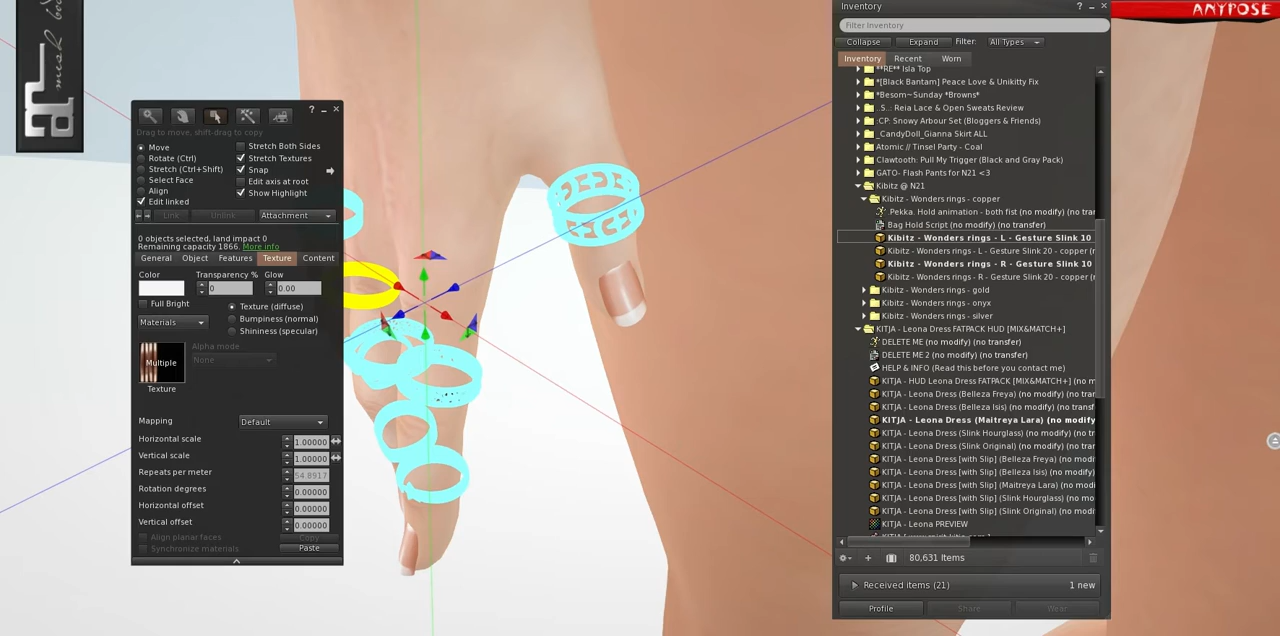 mesh bod
ANYPOSE
? _ ×
Drag to move, shift-drag to copy
Move
Rotate (Ctrl)
Stretch (Ctrl+Shift)
Select Face
Align
Edit linked
Stretch Both Sides
Stretch Textures
Snap
Edit axis at root
Show Highlight
Link
Unlink
Attachment
0 objects selected, land impact 0
Remaining capacity 1866. More info
General Object Features Texture Content
Color Transparency % Glow
0 0.00
Full Bright
Texture (diffuse)
Materials
Bumpiness (normal)
Shininess (specular)
Alpha mode
None
Multiple
Texture
Mapping Default
Horizontal scale 1.00000
Vertical scale 1.00000
Repeats per meter 54.8917
Rotation degrees 0.00000
Horizontal offset 0.00000
Vertical offset 0.00000
Align planar faces Copy
Synchronize materials Paste
Inventory ? _ ×
Filter Inventory
Collapse Expand Filter: All Types
Inventory Recent Worn
**RE** Isla Top
*[Black Bantam] Peace Love & Unikitty Fix
*Besom~Sunday *Browns*
.:S.: Reia Lace & Open Sweats Review
:CP: Snowy Arbour Set (Bloggers & Friends)
_CandyDoll_Gianna Skirt ALL
Atomic // Tinsel Party - Coal
Clawtooth: Pull My Trigger (Black and Gray Pack)
GATO- Flash Pants for N21 <3
Kibitz @ N21
Kibitz - Wonders rings - copper
.Pekka. Hold animation - both fist (no modify) (no tra
Bag Hold Script (no modify) (no transfer)
Kibitz - Wonders rings - L - Gesture Slink 10
Kibitz - Wonders rings - L - Gesture Slink 20 - copper (r
Kibitz - Wonders rings - R - Gesture Slink 10
Kibitz - Wonders rings - R - Gesture Slink 20 - copper (
Kibitz - Wonders rings - gold
Kibitz - Wonders rings - onyx
Kibitz - Wonders rings - silver
KITJA - Leona Dress FATPACK HUD [MIX&MATCH+]
DELETE ME (no modify) (no transfer)
DELETE ME 2 (no modify) (no transfer)
HELP & INFO (Read this before you contact me)
KITJA - HUD Leona Dress FATPACK [MIX&MATCH+] (no m
KITJA - Leona Dress (Belleza Freya) (no modify) (no tran
KITJA - Leona Dress (Belleza Isis) (no modify) (no transf
KITJA - Leona Dress (Maitreya Lara) (no modify
KITJA - Leona Dress (Slink Hourglass) (no modify) (no tr
KITJA - Leona Dress (Slink Original) (no modify) (no tran
KITJA - Leona Dress [with Slip] (Belleza Freya) (no modi
KITJA - Leona Dress [with Slip] (Belleza Isis) (no modify)
KITJA - Leona Dress [with Slip] (Maitreya Lara) (no modi
KITJA - Leona Dress [with Slip] (Slink Hourglass) (no mo
KITJA - Leona Dress [with Slip] (Slink Original) (no modi
KITJA - Leona PREVIEW
80,631 Items
Received items (21) 1 new
Profile Share Wear